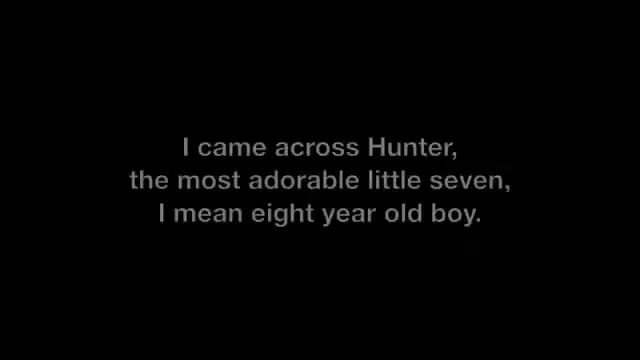 I came across Hunter,
the most adorable little seven,
I mean eight year old boy.